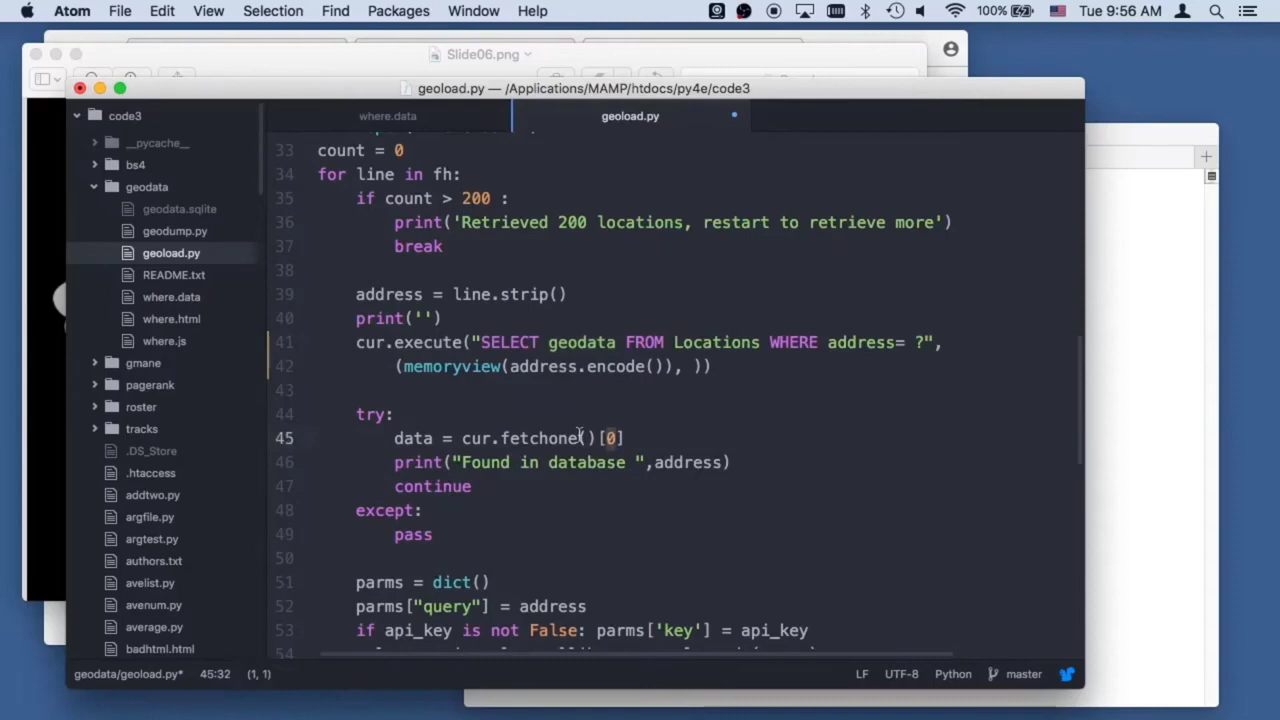 Atom File Edit View Selection Find Packages Window Help 100% Tue 9:56 AM
Slide06.png
geoload.py — /Applications/MAMP/htdocs/py4e/code3
code3
__pycache__
bs4
geodata
geodata.sqlite
geodump.py
geoload.py
README.txt
where.data
where.html
where.js
gmane
pagerank
roster
tracks
.DS_Store
.htaccess
addtwo.py
argfile.py
argtest.py
authors.txt
avelist.py
avenum.py
average.py
badhtml.html
where.data geoload.py
33 count = 0
34 for line in fh:
35 if count > 200 :
36 print('Retrieved 200 locations, restart to retrieve more')
37 break
38
39 address = line.strip()
40 print('')
41 cur.execute("SELECT geodata FROM Locations WHERE address= ?",
42 (memoryview(address.encode()), ))
43
44 try:
45 data = cur.fetchone()[0]
46 print("Found in database ",address)
47 continue
48 except:
49 pass
50
51 parms = dict()
52 parms["query"] = address
53 if api_key is not False: parms['key'] = api_key
54
geodata/geoload.py* 45:32 (1, 1) LF UTF-8 Python master